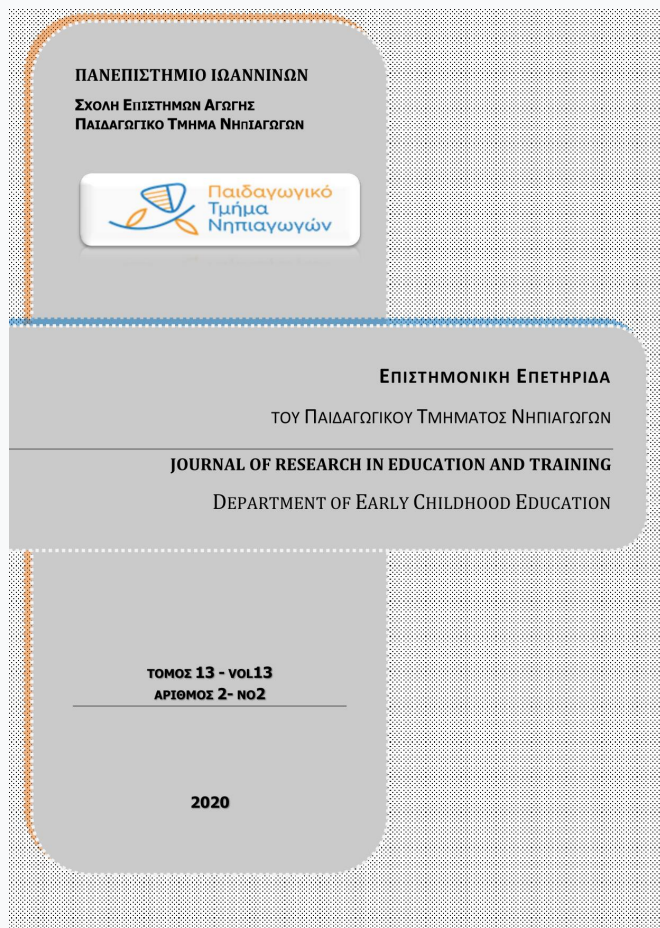 ΠΑΝΕΠΙΣΤΗΜΙΟ ΙΩΑΝΝΙΝΩΝ
ΣΧΟΛΗ ΕΠΙΣΤΗΜΩΝ ΑΓΩΓΗΣ
ΠΑΙΔΑΓΩΓΙΚΟ ΤΜΗΜΑ ΝΗΠΙΑΓΩΓΩΝ
Παιδαγωγικό
Τμήμα
Νηπιαγωγών
ΕΠΙΣΤΗΜΟΝΙΚΗ ΕΠΕΤΗΡΙΔΑ
ΤΟΥ ΠΑΙΔΑΓΩΓΙΚΟΥ ΤΜΗΜΑΤΟΣ ΝΗΠΙΑΓΩΓΩΝ
JOURNAL OF RESEARCH IN EDUCATION AND TRAINING
DEPARTMENT OF EARLY CHILDHOOD EDUCATION
ΤΟΜΟΣ 13 - VOL13
ΑΡΙΘΜΟΣ 2- NO2
2020